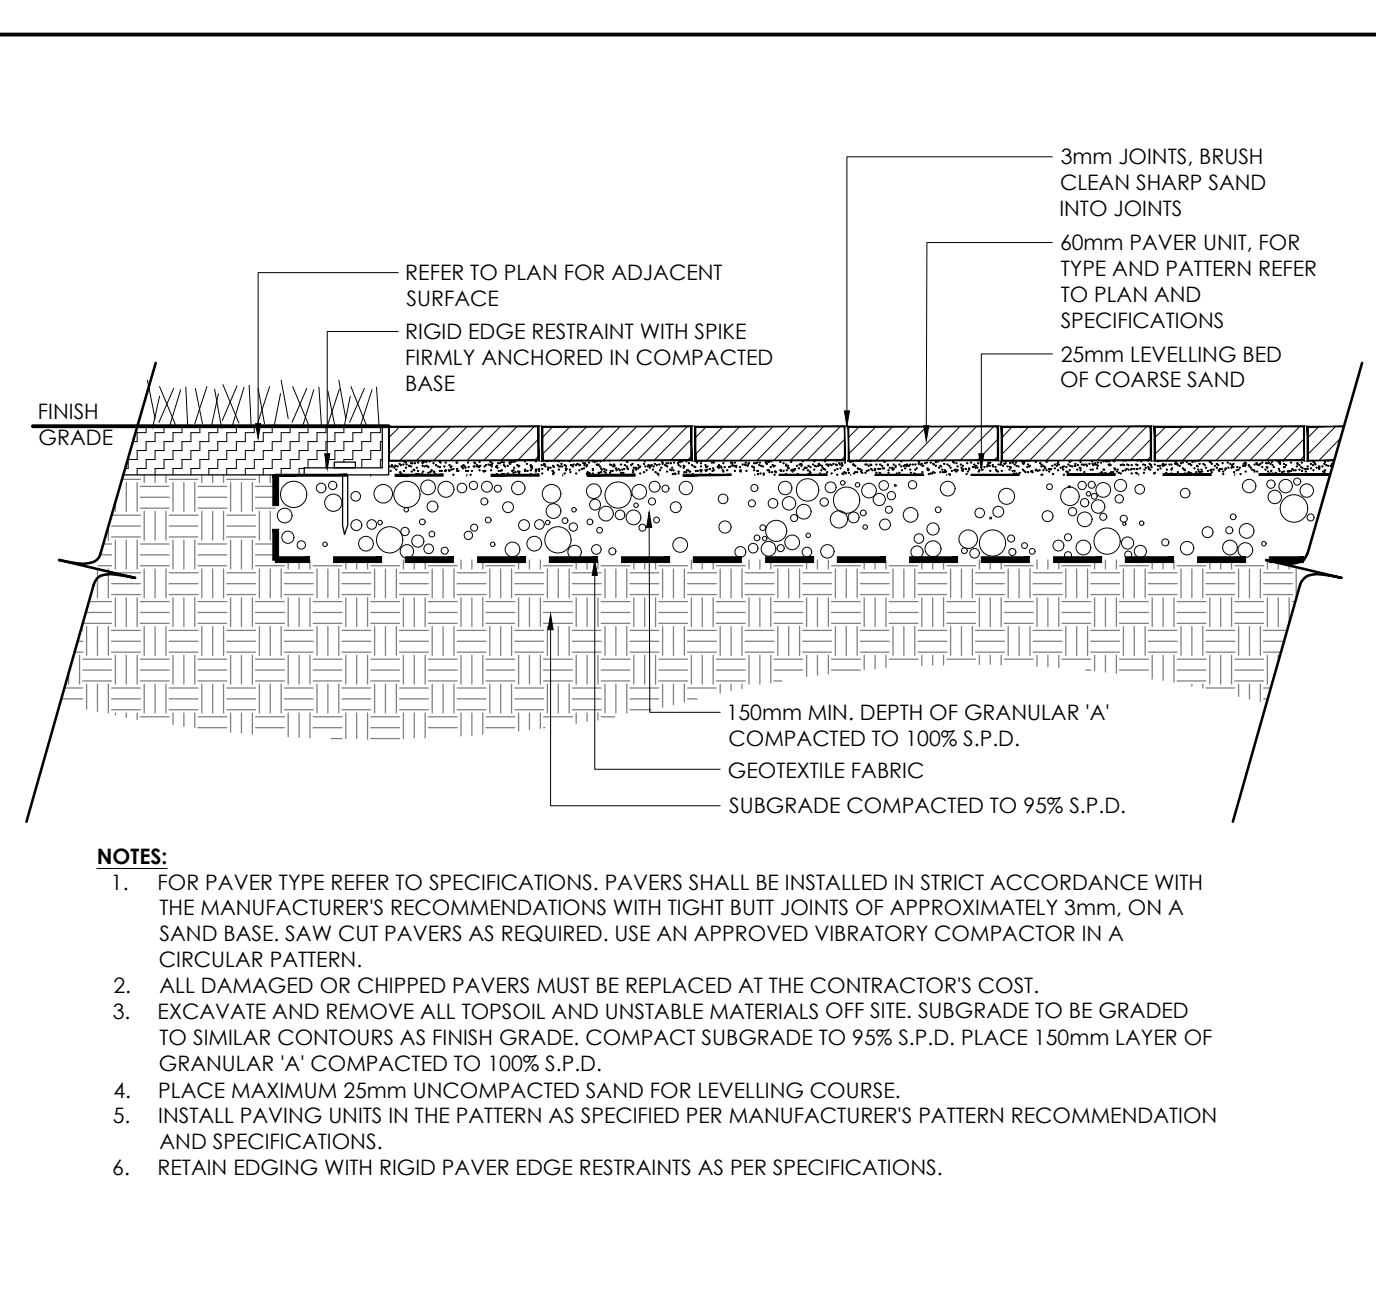 3mm JOINTS, BRUSH
CLEAN SHARP SAND
INTO JOINTS
60mm PAVER UNIT, FOR
TYPE AND PATTERN REFER
TO PLAN AND
SPECIFICATIONS
25mm LEVELLING BED
OF COARSE SAND
REFER TO PLAN FOR ADJACENT
SURFACE
RIGID EDGE RESTRAINT WITH SPIKE
FIRMLY ANCHORED IN COMPACTED
BASE
FINISH
GRADE
150mm MIN. DEPTH OF GRANULAR 'A'
COMPACTED TO 100% S.P.D.
GEOTEXTILE FABRIC
SUBGRADE COMPACTED TO 95% S.P.D.
NOTES:
1. FOR PAVER TYPE REFER TO SPECIFICATIONS. PAVERS SHALL BE INSTALLED IN STRICT ACCORDANCE WITH
THE MANUFACTURER'S RECOMMENDATIONS WITH TIGHT BUTT JOINTS OF APPROXIMATELY 3mm, ON A
SAND BASE. SAW CUT PAVERS AS REQUIRED. USE AN APPROVED VIBRATORY COMPACTOR IN A
CIRCULAR PATTERN.
2. ALL DAMAGED OR CHIPPED PAVERS MUST BE REPLACED AT THE CONTRACTOR'S COST.
3. EXCAVATE AND REMOVE ALL TOPSOIL AND UNSTABLE MATERIALS OFF SITE. SUBGRADE TO BE GRADED
TO SIMILAR CONTOURS AS FINISH GRADE. COMPACT SUBGRADE TO 95% S.P.D. PLACE 150mm LAYER OF
GRANULAR 'A' COMPACTED TO 100% S.P.D.
4. PLACE MAXIMUM 25mm UNCOMPACTED SAND FOR LEVELLING COURSE.
5. INSTALL PAVING UNITS IN THE PATTERN AS SPECIFIED PER MANUFACTURER'S PATTERN RECOMMENDATION
AND SPECIFICATIONS.
6. RETAIN EDGING WITH RIGID PAVER EDGE RESTRAINTS AS PER SPECIFICATIONS.